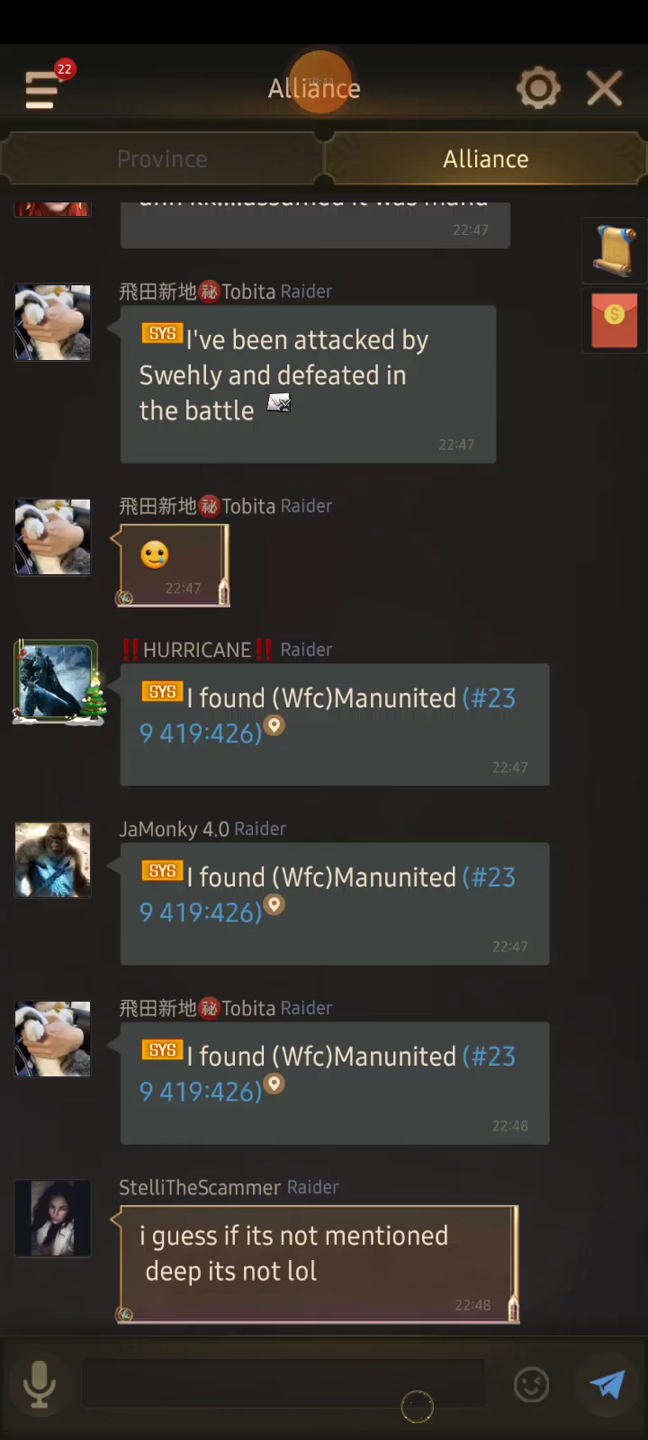 22
Alliance
Province
Alliance
22:47
飛田新地㊙Tobita Raider
SYS I've been attacked by
Swehly and defeated in
the battle
22:47
飛田新地㊙Tobita Raider
22:47
‼HURRICANE‼ Raider
SYS I found (Wfc)Manunited (#23
9 419:426)
22:47
JaMonky 4.0 Raider
SYS I found (Wfc)Manunited (#23
9 419:426)
22:47
飛田新地㊙Tobita Raider
SYS I found (Wfc)Manunited (#23
9 419:426)
22:48
StelliTheScammer Raider
i guess if its not mentioned
deep its not lol
22:48